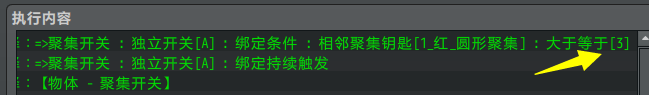 执行内容
:=>聚集开关 : 独立开关[A] : 绑定条件 : 相邻聚集钥匙[1_红_圆形聚集] : 大于等于[3]
:=>聚集开关 : 独立开关[A] : 绑定持续触发
:【物体 - 聚集开关】